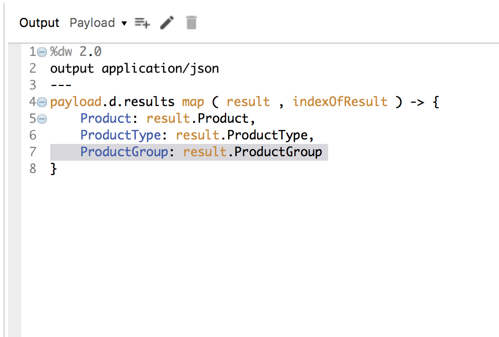 Output Payload
1 %dw 2.0
2 output application/json
3 ---
4 payload.d.results map ( result , indexOfResult ) -> {
5     Product: result.Product,
6     ProductType: result.ProductType,
7     ProductGroup: result.ProductGroup
8 }